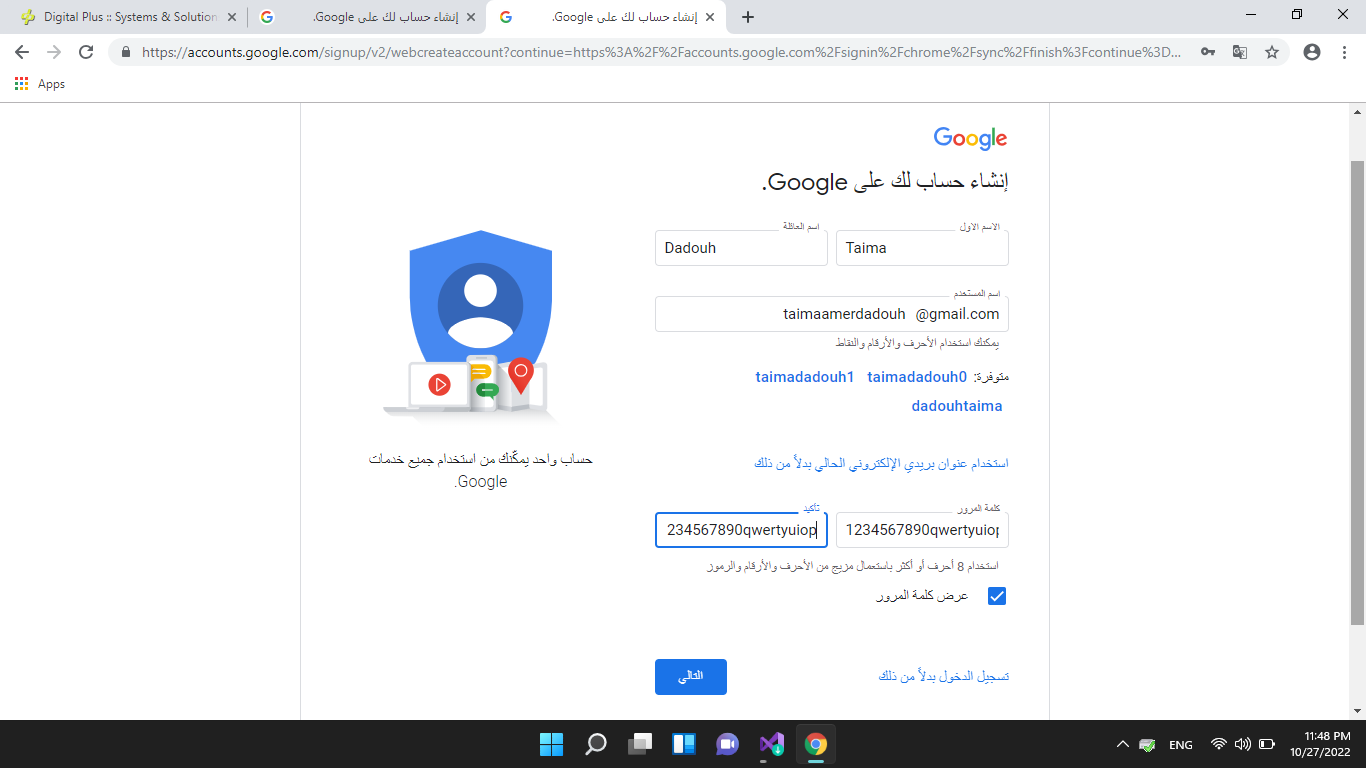 Digital Plus :: Systems & Solution
إنشاء حساب لك على Google.
إنشاء حساب لك على Google.
https://accounts.google.com/signup/v2/webcreateaccount?continue=https%3A%2F%2Faccounts.google.com%2Fsignin%2Fchrome%2Fsync%2Ffinish%3Fcontinue%3D...
Apps
Google
إنشاء حساب لك على Google.
الاسم الأول
Taima
اسم العائلة
Dadouh
اسم المستخدم
taimaamerdadouh @gmail.com
يمكنك استخدام الأحرف والأرقام والنقاط
متوفرة: taimadadouh0 taimadadouh1
dadouhtaima
استخدام عنوان بريدي الإلكتروني الحالي بدلاً من ذلك
كلمة المرور
1234567890qwertyuiop
تأكيد
234567890qwertyuiop
استخدام 8 أحرف أو أكثر باستعمال مزيج من الأحرف والأرقام والرموز
عرض كلمة المرور
تسجيل الدخول بدلاً من ذلك
التالي
حساب واحد يمكّنك من استخدام جميع خدمات
Google.
ENG
11:48 PM
10/27/2022